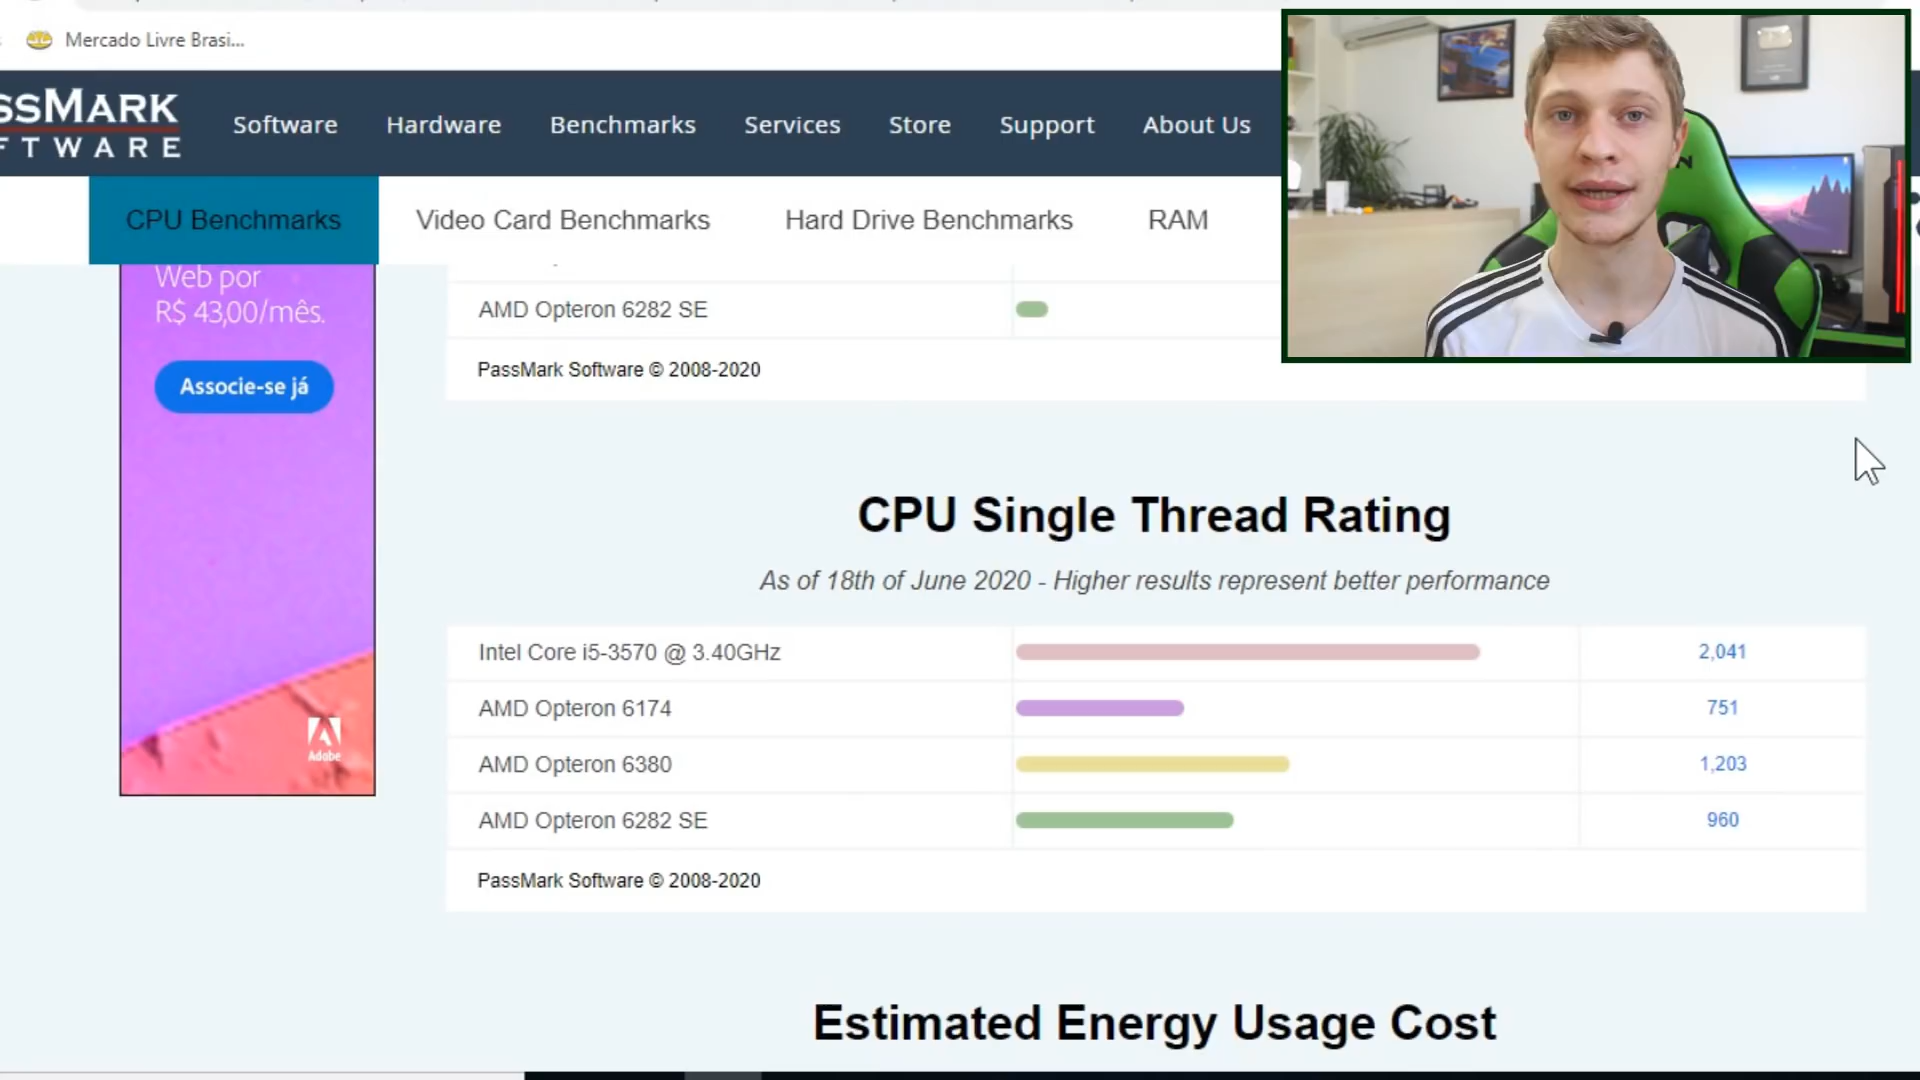 Mercado Livre Brasi...
SSMARK
FTWARE
Software
Hardware
Benchmarks
Services
Store
Support
About Us
CPU Benchmarks
Video Card Benchmarks
Hard Drive Benchmarks
RAM
Web por
R$ 43,00/mês.
Associe-se já
Adobe
AMD Opteron 6282 SE
PassMark Software © 2008-2020
CPU Single Thread Rating
As of 18th of June 2020 - Higher results represent better performance
Intel Core i5-3570 @ 3.40GHz 2,041
AMD Opteron 6174 751
AMD Opteron 6380 1,203
AMD Opteron 6282 SE 960
PassMark Software © 2008-2020
Estimated Energy Usage Cost